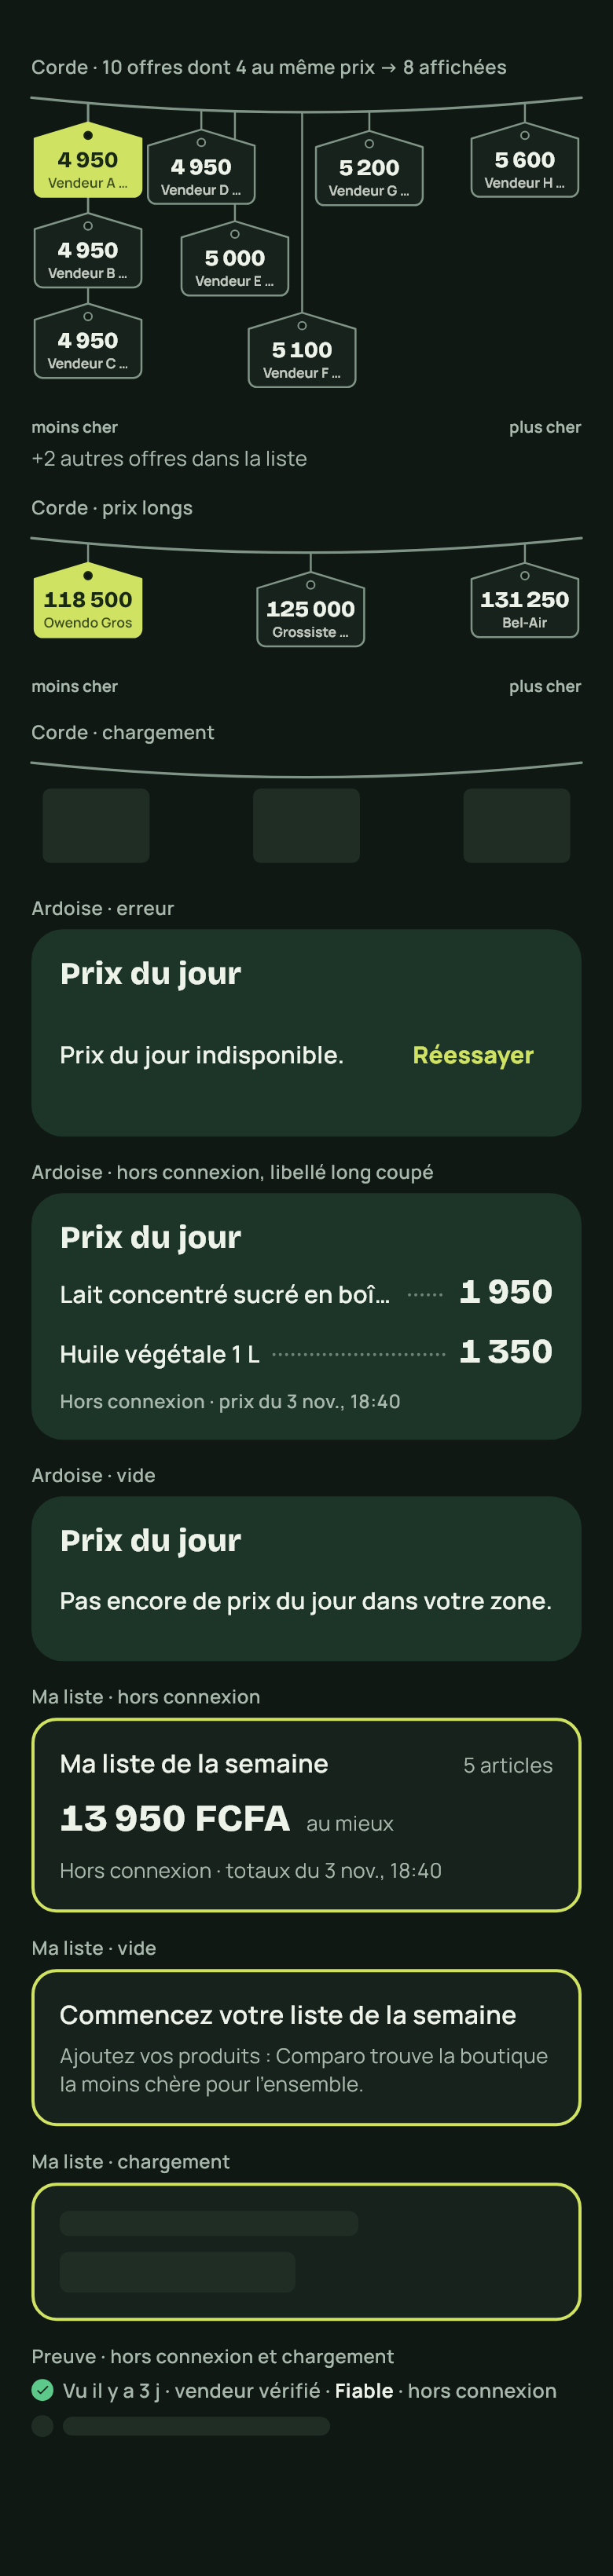 Corde · 10 offres dont 4 au même prix → 8 affichées
4 950
Vendeur A ...
4 950
Vendeur D ...
5 200
Vendeur G ...
5 600
Vendeur H ...
4 950
Vendeur B ...
5 000
Vendeur E ...
4 950
Vendeur C ...
5 100
Vendeur F ...
moins cher
plus cher
+2 autres offres dans la liste
Corde · prix longs
118 500
Owendo Gros
125 000
Grossiste ...
131 250
Bel-Air
moins cher
plus cher
Corde · chargement
Ardoise · erreur
Prix du jour
Prix du jour indisponible. Réessayer
Ardoise · hors connexion, libellé long coupé
Prix du jour
Lait concentré sucré en boî... ······ 1 950
Huile végétale 1 L ···························· 1 350
Hors connexion · prix du 3 nov., 18:40
Ardoise · vide
Prix du jour
Pas encore de prix du jour dans votre zone.
Ma liste · hors connexion
Ma liste de la semaine 5 articles
13 950 FCFA au mieux
Hors connexion · totaux du 3 nov., 18:40
Ma liste · vide
Commencez votre liste de la semaine
Ajoutez vos produits : Comparo trouve la boutique
la moins chère pour l'ensemble.
Ma liste · chargement
Preuve · hors connexion et chargement
Vu il y a 3 j · vendeur vérifié · Fiable · hors connexion